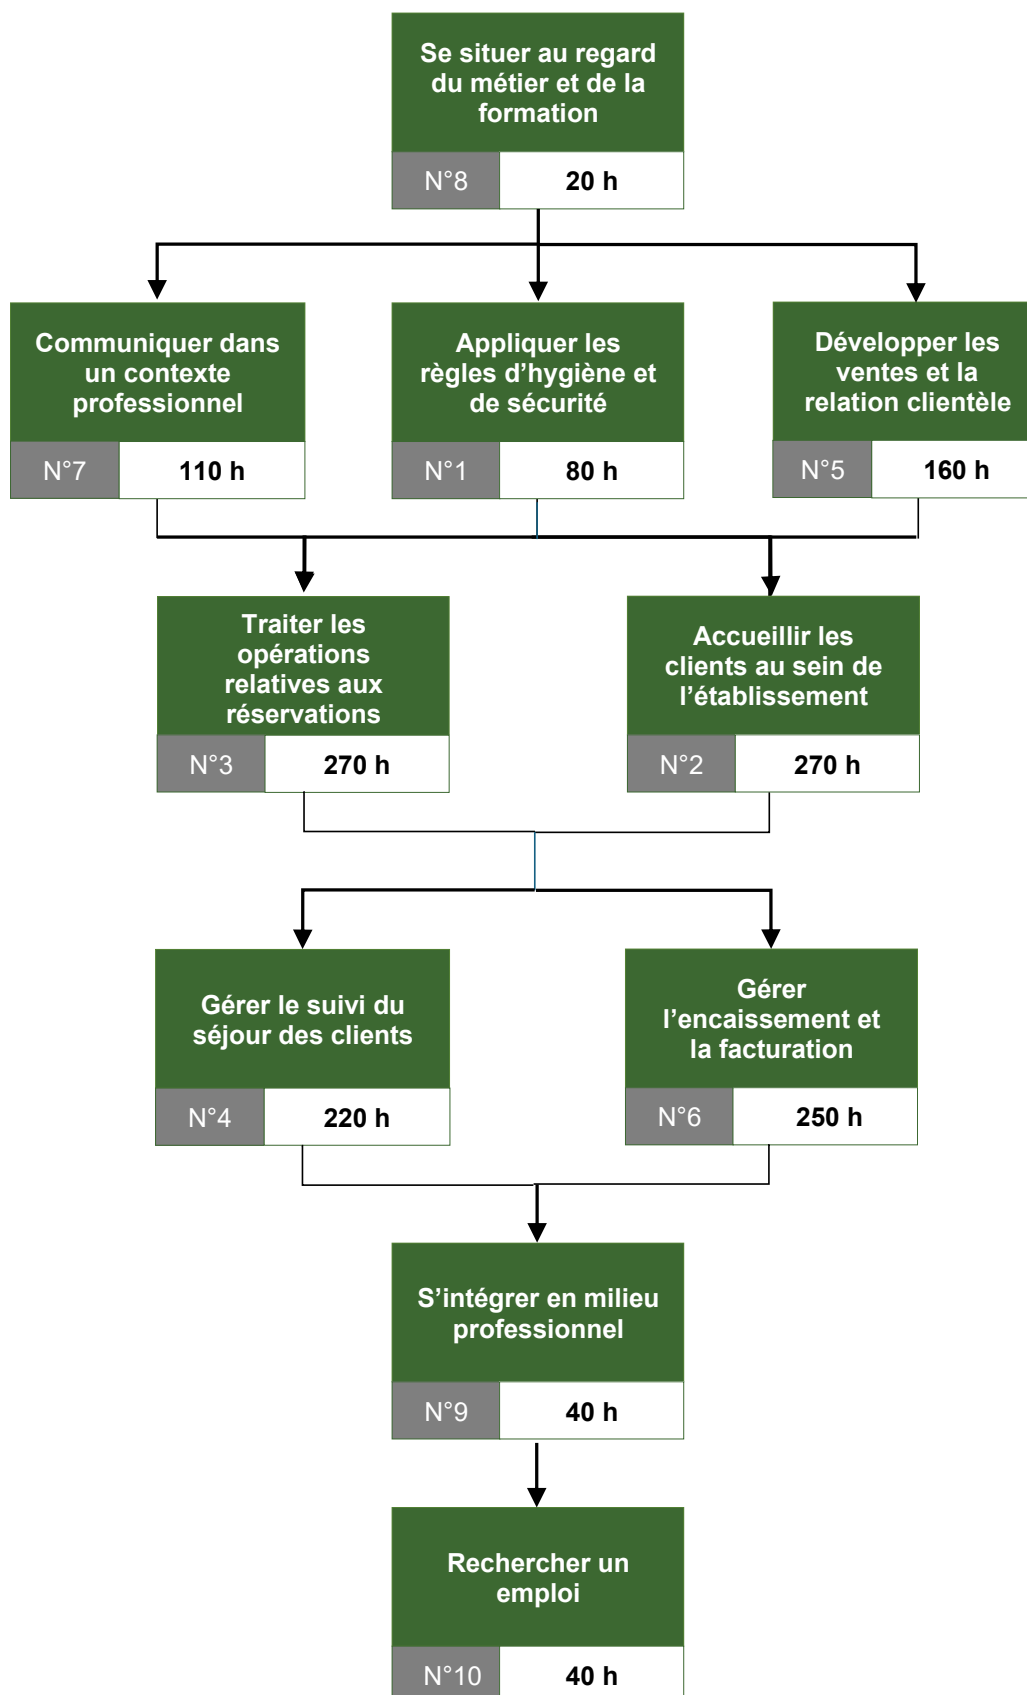 Se situer au regard
du métier et de la
formation
N°8 20 h
Communiquer dans
un contexte
professionnel
N°7 110 h
Appliquer les
règles d’hygiène et
de sécurité
N°1 80 h
Développer les
ventes et la
relation clientèle
N°5 160 h
Traiter les
opérations
relatives aux
réservations
N°3 270 h
Accueillir les
clients au sein de
l’établissement
N°2 270 h
Gérer le suivi du
séjour des clients
N°4 220 h
Gérer
l’encaissement et
la facturation
N°6 250 h
S’intégrer en milieu
professionnel
N°9 40 h
Rechercher un
emploi
N°10 40 h